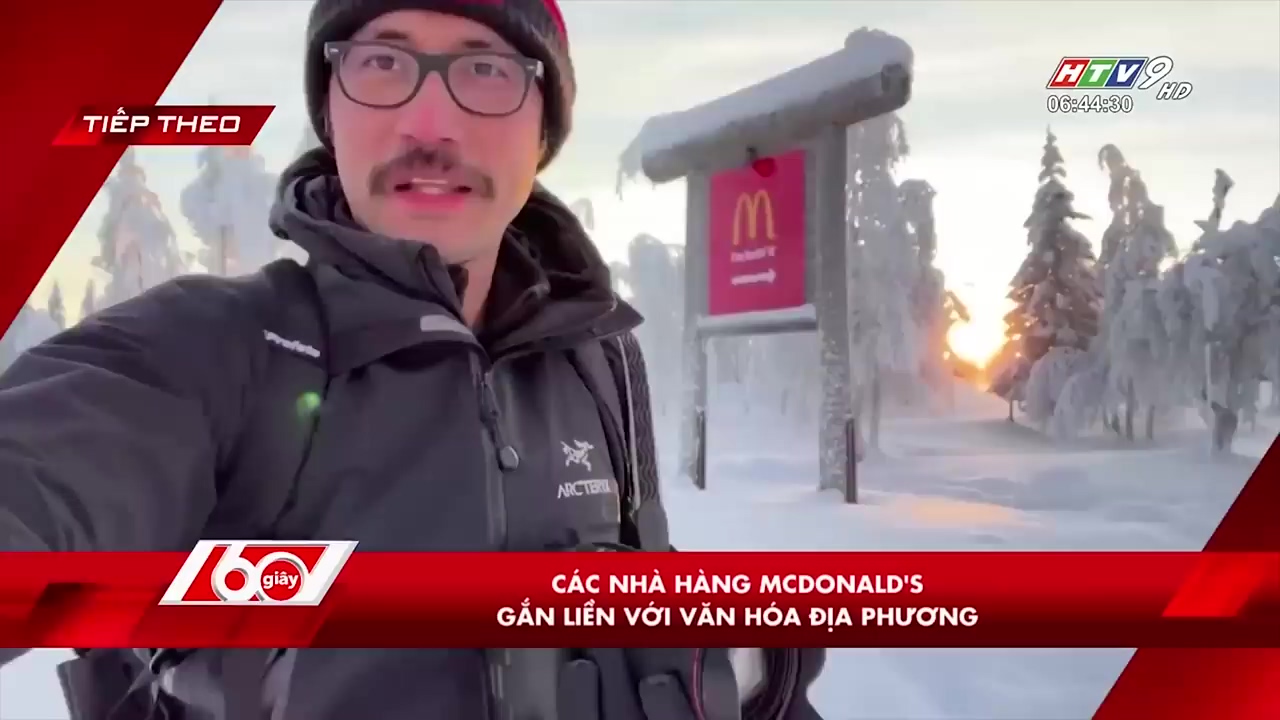 TIẾP THEO
HTV9 HD
06:44:30
ARC'TERYX
60 giây
CÁC NHÀ HÀNG MCDONALD'S
GẮN LIỀN VỚI VĂN HÓA ĐỊA PHƯƠNG